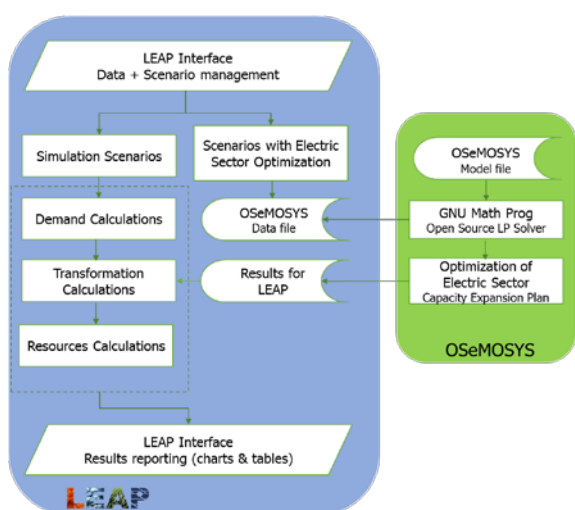 LEAP Interface
Data + Scenario management
Simulation Scenarios
Scenarios with Electric
Sector Optimization
OSeMOSYS
Model file
Demand Calculations
OSeMOSYS
Data file
GNU Math Prog
Open Source LP Solver
Transformation
Calculations
Results for
LEAP
Optimization of
Electric Sector
Capacity Expansion Plan
Resources Calculations
OSeMOSYS
LEAP Interface
Results reporting (charts & tables)
LEAP